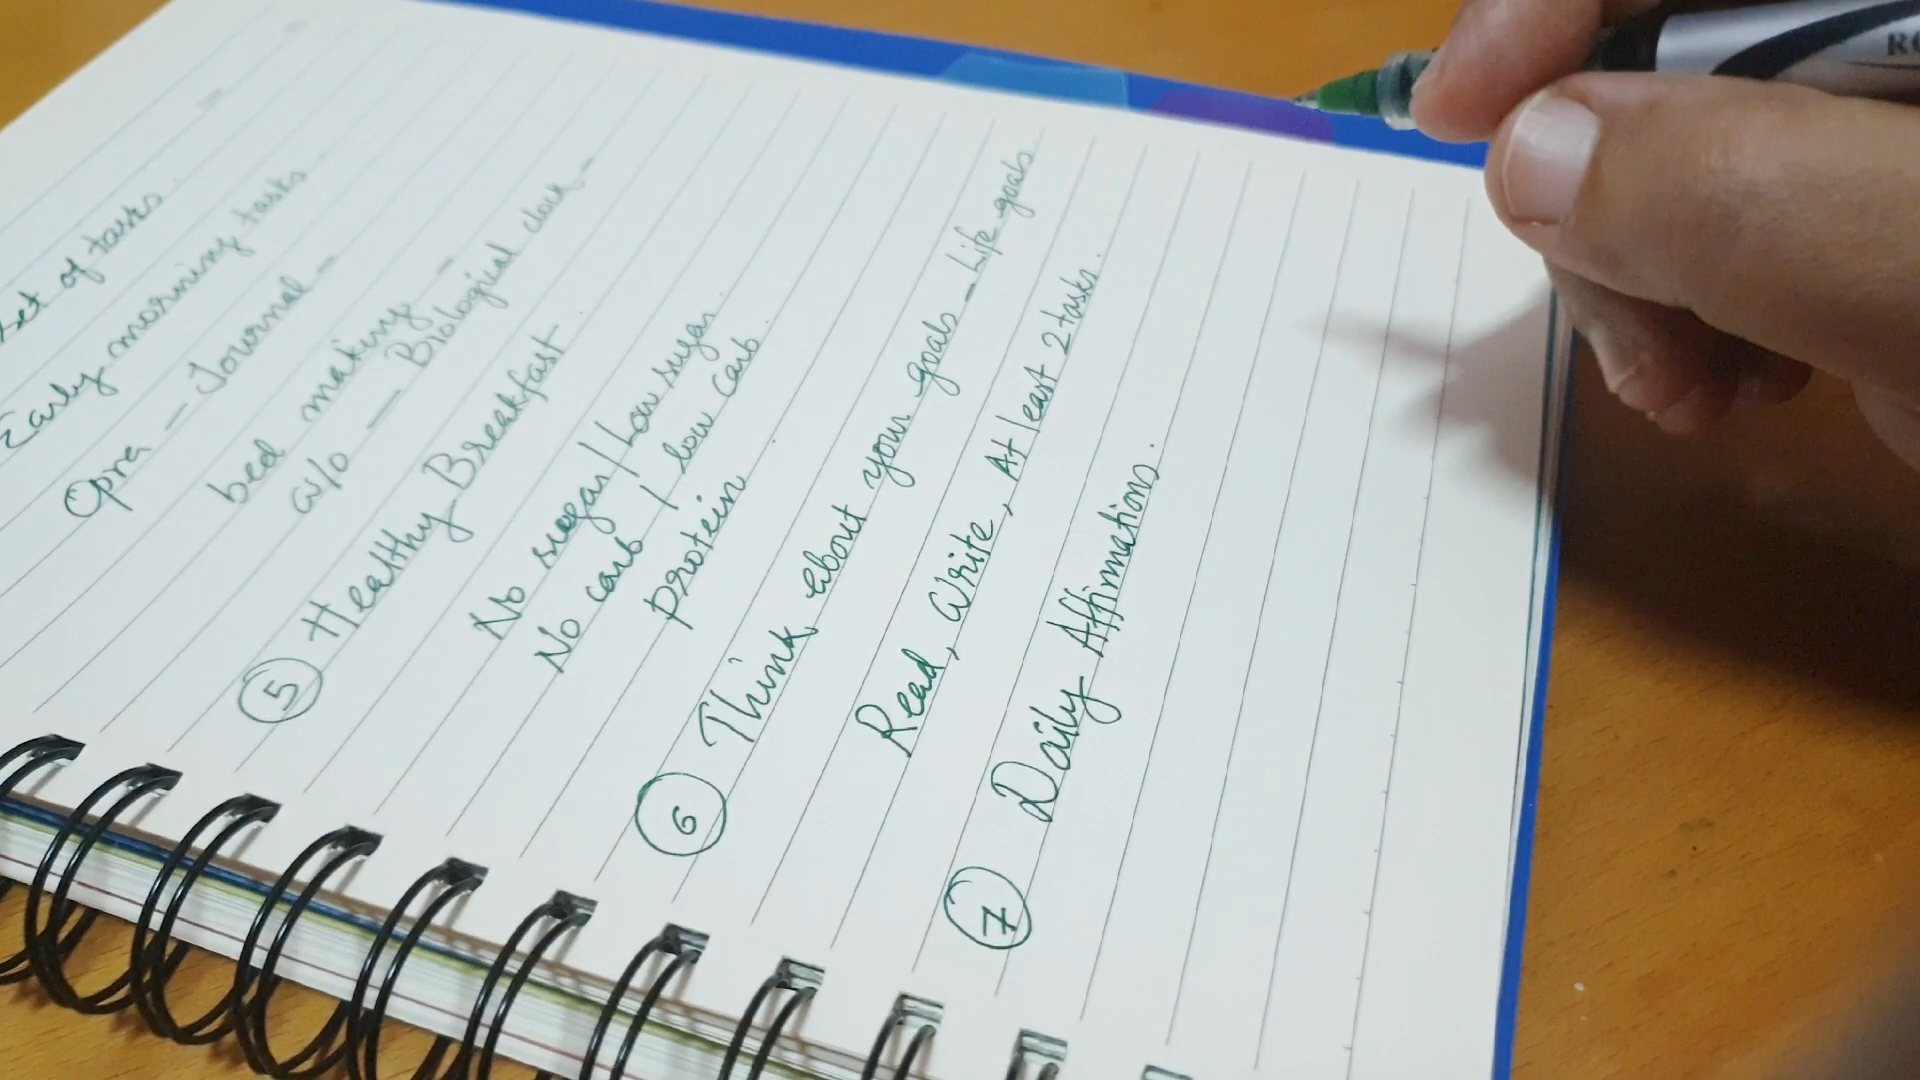 Set of tasks
Early morning tasks
Opra - Journal -
bed making -
w/o - Biological clock -
5 Healthy Breakfast
No sugar / Low sugar.
No carb / low carb.
protein
6 Think about your goals - Life goals.
Read, Write, At least 2 tasks.
7 Daily Affirmations.